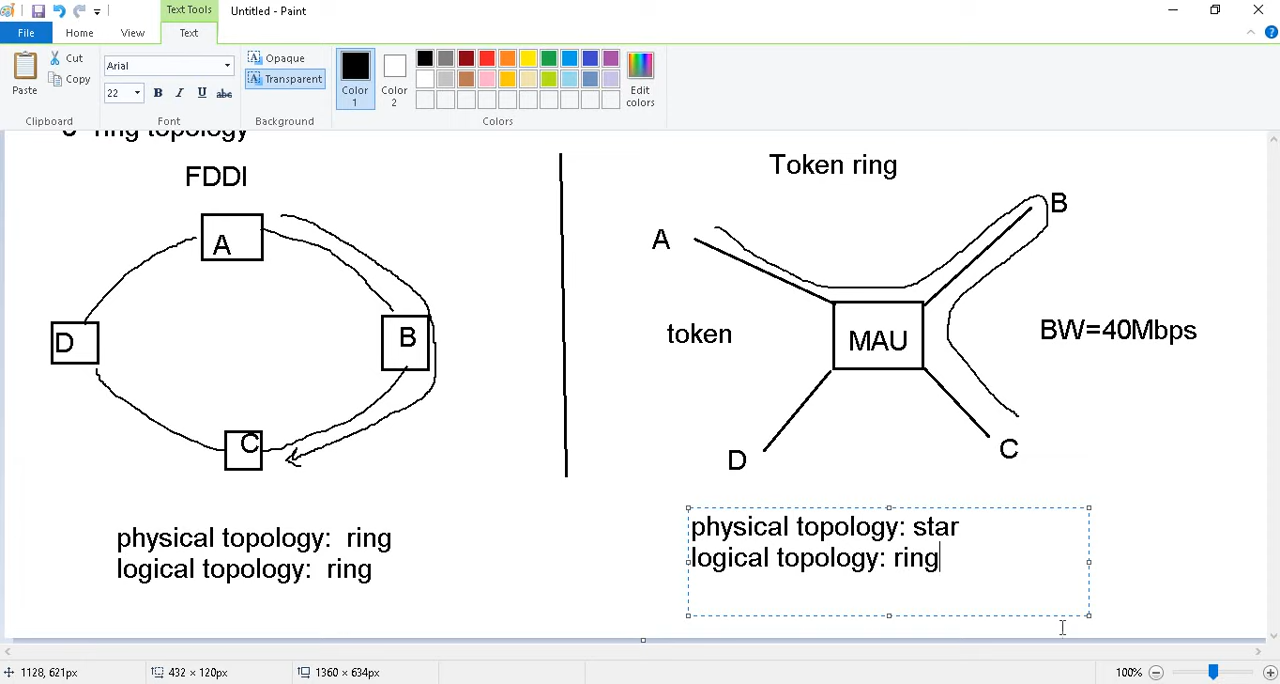 Text Tools
Untitled - Paint
File
Home
View
Text
Paste
Cut
Copy
Clipboard
Arial
22
B
I
U
abc
Font
Opaque
Transparent
Background
Color 1
Color 2
Edit colors
Colors
ring topology
FDDI
A
B
C
D
physical topology: ring
logical topology: ring
Token ring
A
B
token
MAU
BW=40Mbps
D
C
physical topology: star
logical topology: ring
1128, 621px
432 × 120px
1360 × 634px
100%